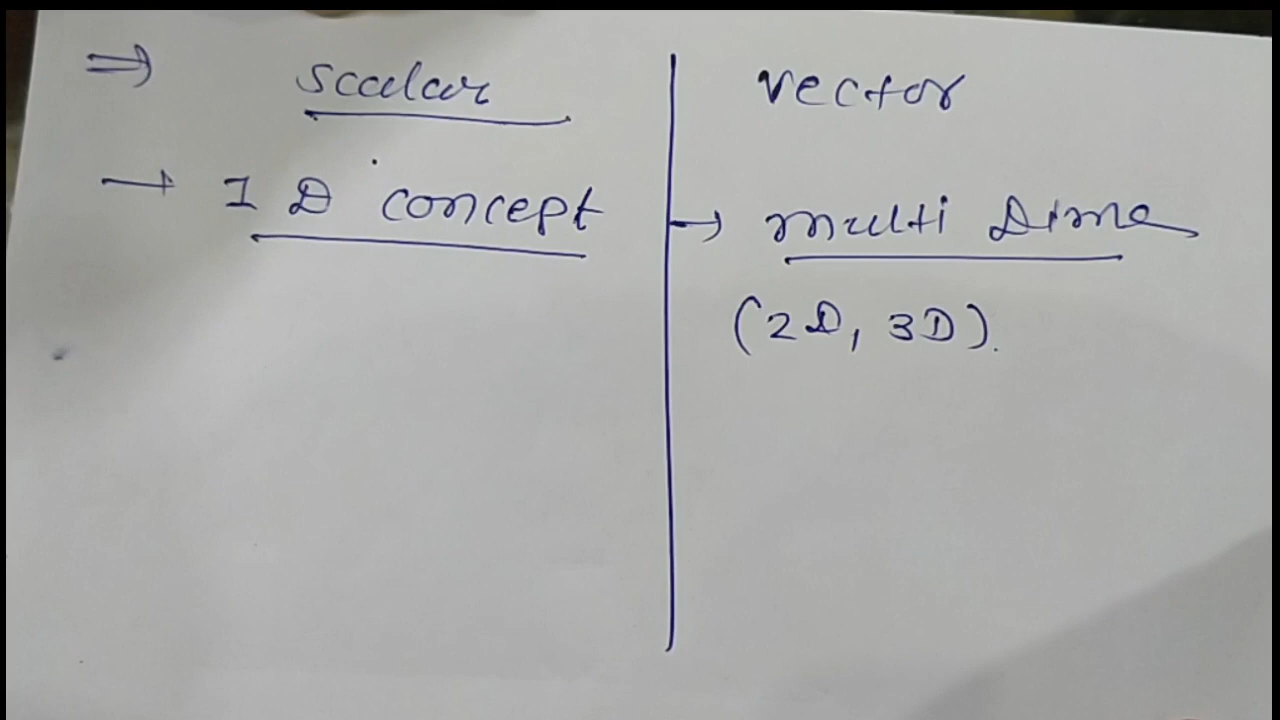 ⇒ scalar
→ 1 D concept
vector
→ multi Dime
(2D, 3D).